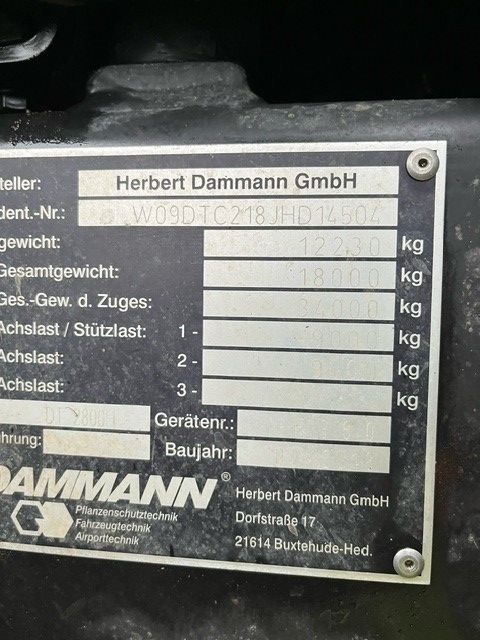 teller: Herbert Dammann GmbH
dent.-Nr.: W09DTC218JHD14504
gewicht: 12230 kg
Gesamtgewicht: 18000 kg
Ges.-Gew. d. Zuges: 34000 kg
Achslast / Stützlast: 1 - 9000 kg
Achslast: 2 - kg
Achslast: 3 - kg
Gerätenr.:
hrung: Baujahr:
DAMMANN®
Pflanzenschutztechnik
Fahrzeugtechnik
Airporttechnik
Herbert Dammann GmbH
Dorfstraße 17
21614 Buxtehude-Hed.